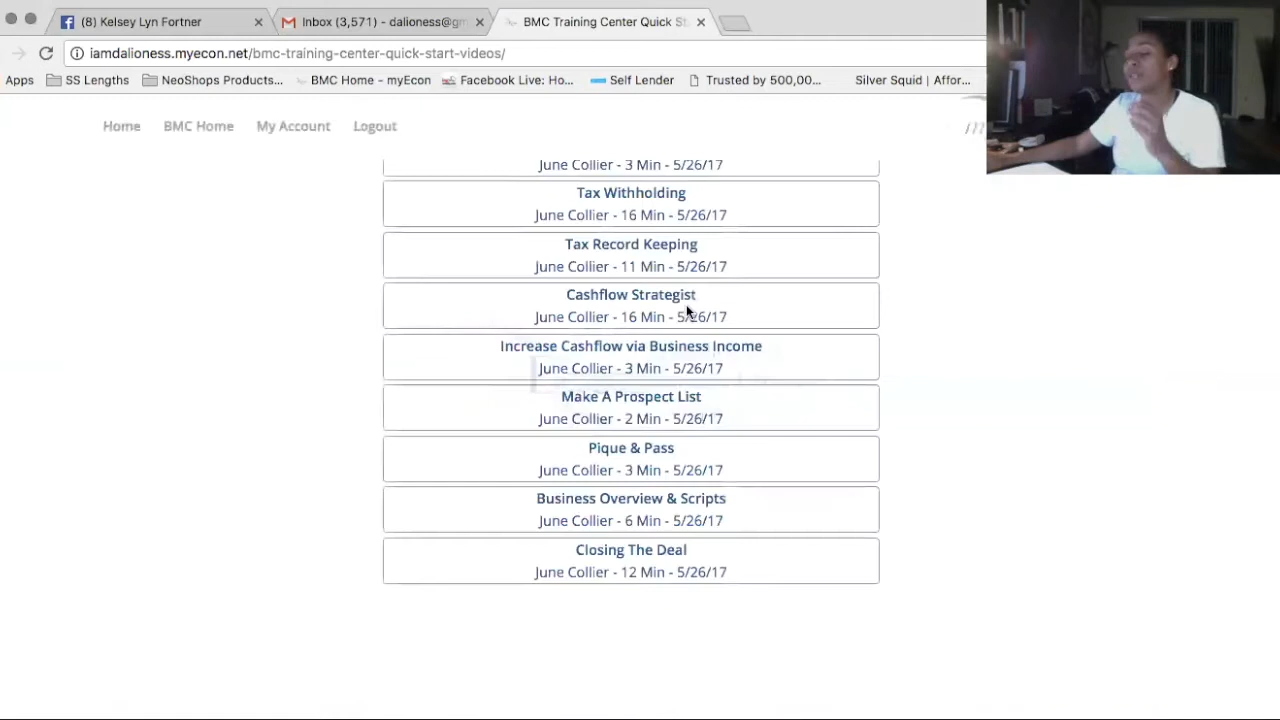 (8) Kelsey Lyn Fortner
Inbox (3,571) - dalioness@gm
BMC Training Center Quick St
iamdalioness.myecon.net/bmc-training-center-quick-start-videos/
Apps
SS Lengths
NeoShops Products...
BMC Home - myEcon
Facebook Live: Ho...
Self Lender
Trusted by 500,00...
Silver Squid | Affor...
Home
BMC Home
My Account
Logout
June Collier - 3 Min - 5/26/17
Tax Withholding
June Collier - 16 Min - 5/26/17
Tax Record Keeping
June Collier - 11 Min - 5/26/17
Cashflow Strategist
June Collier - 16 Min - 5/26/17
Increase Cashflow via Business Income
June Collier - 3 Min - 5/26/17
Make A Prospect List
June Collier - 2 Min - 5/26/17
Pique & Pass
June Collier - 3 Min - 5/26/17
Business Overview & Scripts
June Collier - 6 Min - 5/26/17
Closing The Deal
June Collier - 12 Min - 5/26/17